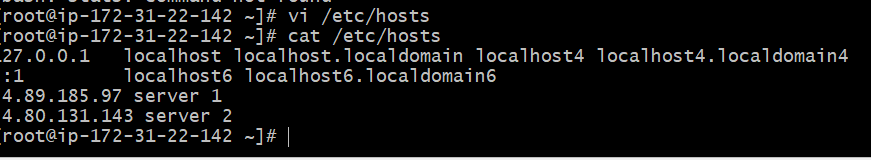 [root@ip-172-31-22-142 ~]# vi /etc/hosts
[root@ip-172-31-22-142 ~]# cat /etc/hosts
127.0.0.1 localhost localhost.localdomain localhost4 localhost4.localdomain4
:1 localhost6 localhost6.localdomain6
4.89.185.97 server 1
4.80.131.143 server 2
[root@ip-172-31-22-142 ~]#